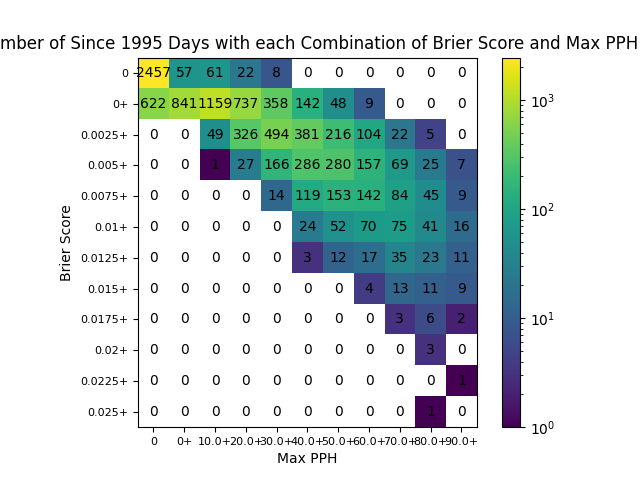 mber of Since 1995 Days with each Combination of Brier Score and Max PPH
0 2457 57 61 22 8 0 0 0 0 0 0
0+ 622 841 1159 737 358 142 48 9 0 0 0
0.0025+ 0 0 49 326 494 381 216 104 22 5 0
0.005+ 0 0 1 27 166 286 280 157 69 25 7
0.0075+ 0 0 0 0 14 119 153 142 84 45 9
0.01+ 0 0 0 0 0 24 52 70 75 41 16
0.0125+ 0 0 0 0 0 3 12 17 35 23 11
0.015+ 0 0 0 0 0 0 0 4 13 11 9
0.0175+ 0 0 0 0 0 0 0 0 3 6 2
0.02+ 0 0 0 0 0 0 0 0 0 3 0
0.0225+ 0 0 0 0 0 0 0 0 0 0 1
0.025+ 0 0 0 0 0 0 0 0 0 1 0
0 0+ 10.0+ 20.0+ 30.0+ 40.0+ 50.0+ 60.0+ 70.0+ 80.0+ 90.0+
Max PPH
Brier Score
10³
10²
10¹
10⁰